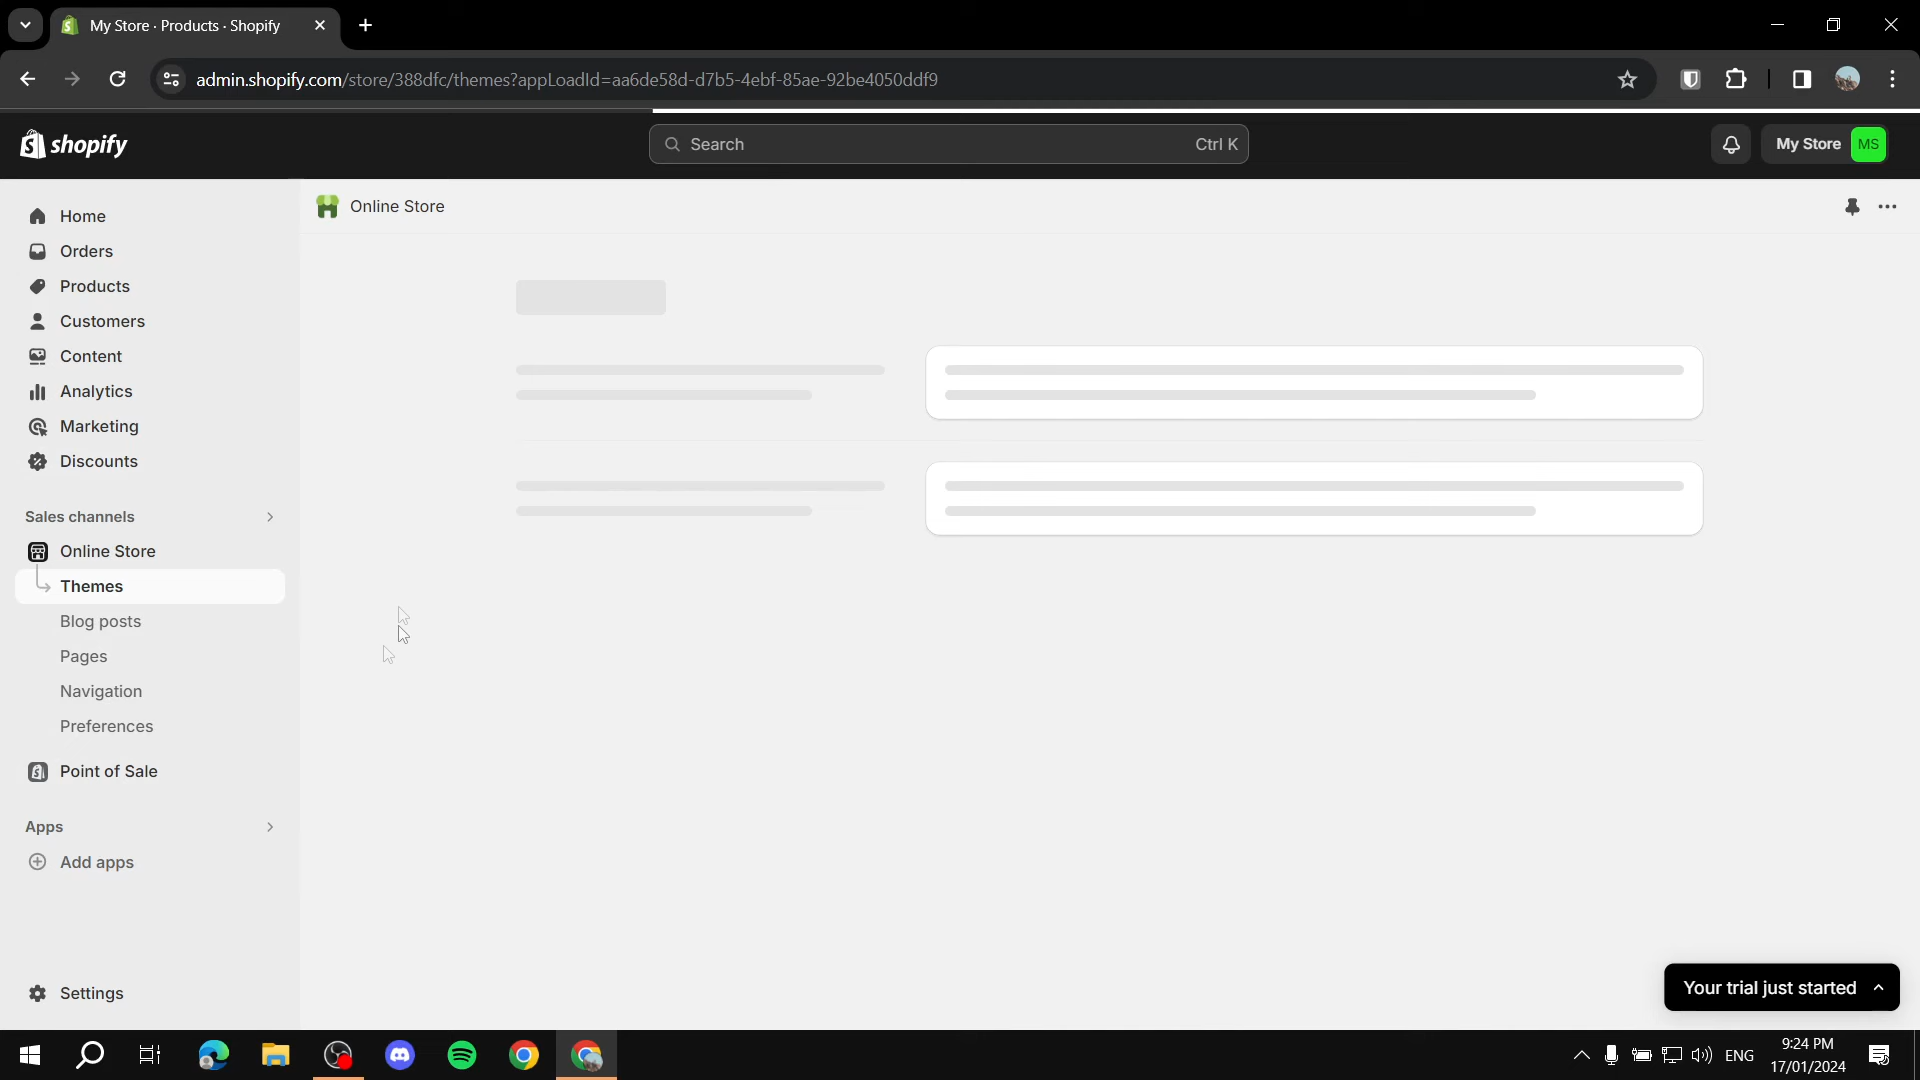 My Store · Products · Shopify
admin.shopify.com/store/388dfc/themes?appLoadId=aa6de58d-d7b5-4ebf-85ae-92be4050ddf9
shopify
Search
Ctrl K
My Store
MS
Online Store
Home
Orders
Products
Customers
Content
Analytics
Marketing
Discounts
Sales channels
Online Store
Themes
Blog posts
Pages
Navigation
Preferences
Point of Sale
Apps
Add apps
Settings
Your trial just started
ENG
9:24 PM
17/01/2024